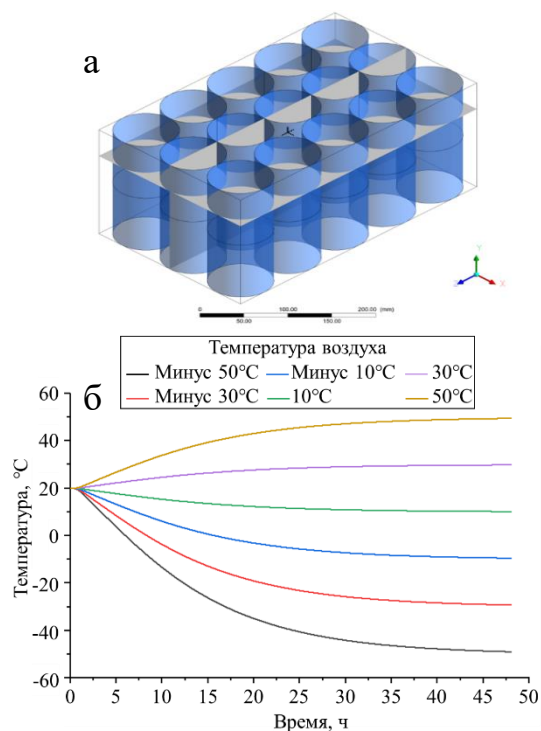 а
Y
Z
X
0
100.00
200.00 (mm)
50.00
150.00
б
Температура воздуха
Минус 50°C
Минус 10°C
30°C
Минус 30°C
10°C
50°C
Температура, °C
60
40
20
0
-20
-40
-60
0
5
10
15
20
25
30
35
40
45
50
Время, ч